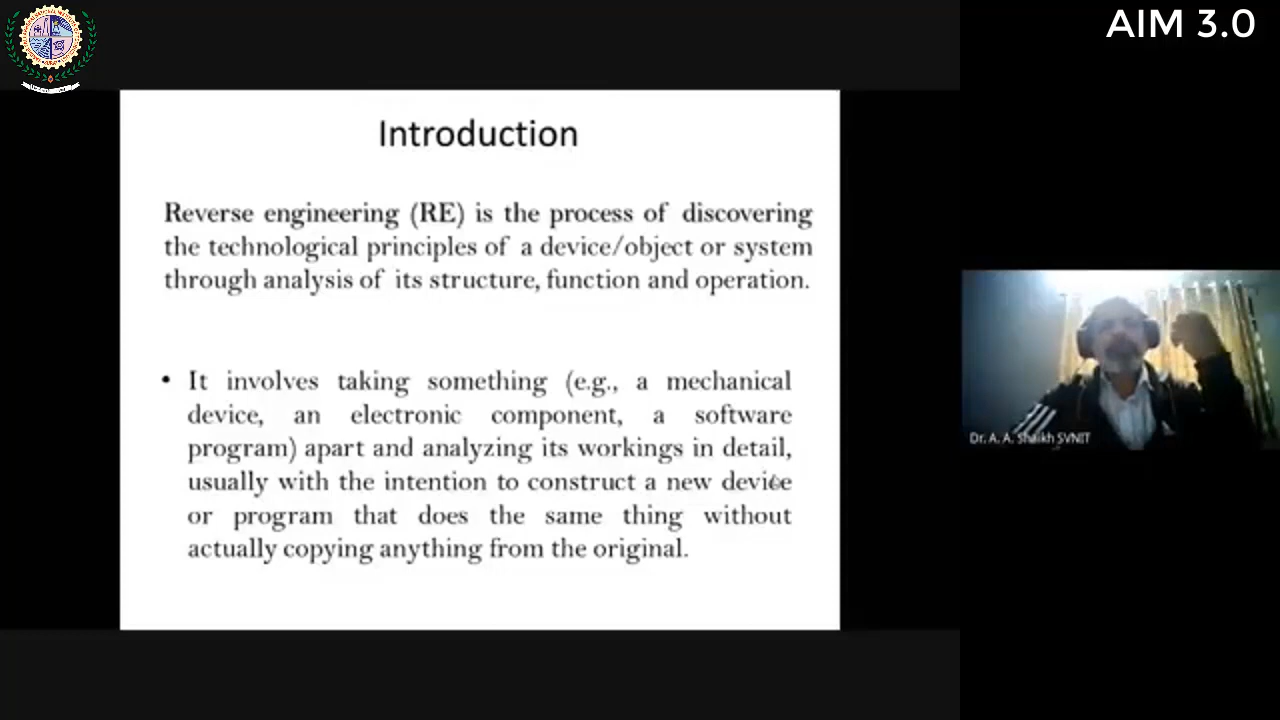 AIM 3.0
Introduction
Reverse engineering (RE) is the process of discovering
the technological principles of a device/object or system
through analysis of its structure, function and operation.
• It involves taking something (e.g., a mechanical
device, an electronic component, a software
program) apart and analyzing its workings in detail,
usually with the intention to construct a new device
or program that does the same thing without
actually copying anything from the original.
Dr. A. A. Shaikh SVNIT